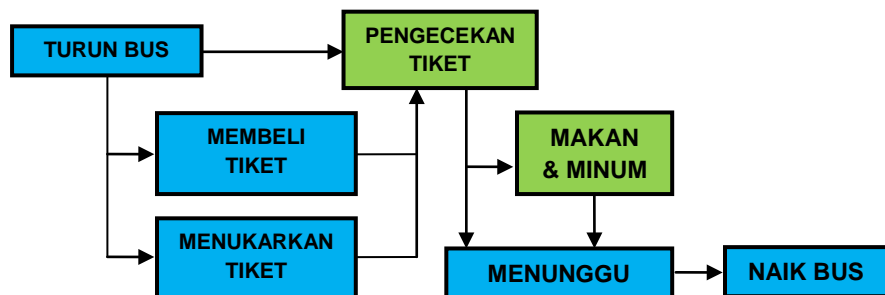 TURUN BUS
PENGECEKAN
TIKET
MEMBELI
TIKET
MAKAN
& MINUM
MENUKARKAN
TIKET
MENUNGGU
NAIK BUS